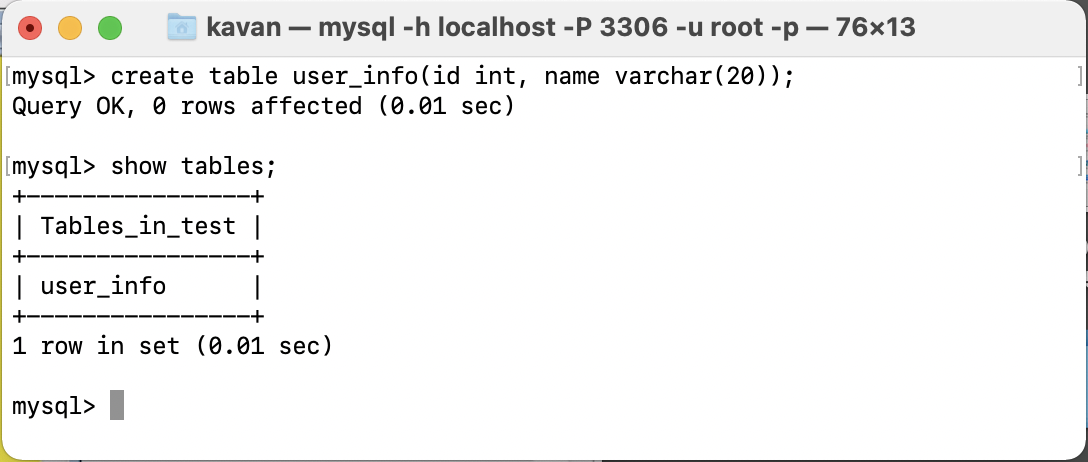 kavan — mysql -h localhost -P 3306 -u root -p — 76×13
[mysql> create table user_info(id int, name varchar(20)); ]
Query OK, 0 rows affected (0.01 sec)
[mysql> show tables; ]
+----------------+
| Tables_in_test |
+----------------+
| user_info      |
+----------------+
1 row in set (0.01 sec)
mysql>